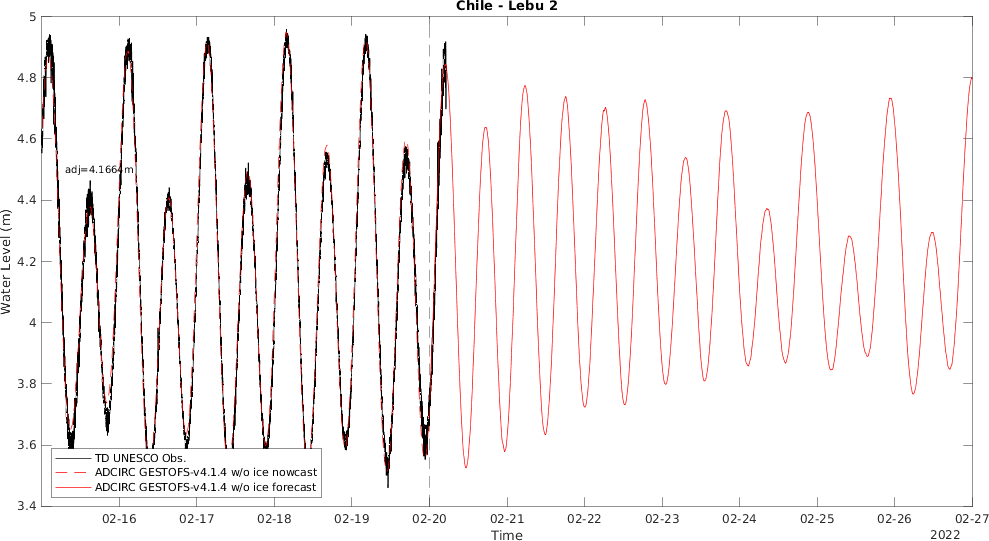 Chile - Lebu 2
5
4.8
4.6
4.4
4.2
4
3.8
3.6
3.4
Water Level (m)
adj=4.1664m
TD UNESCO Obs.
ADCIRC GESTOFS-v4.1.4 w/o ice nowcast
ADCIRC GESTOFS-v4.1.4 w/o ice forecast
02-16 02-17 02-18 02-19 02-20 02-21 02-22 02-23 02-24 02-25 02-26 02-27
Time
2022